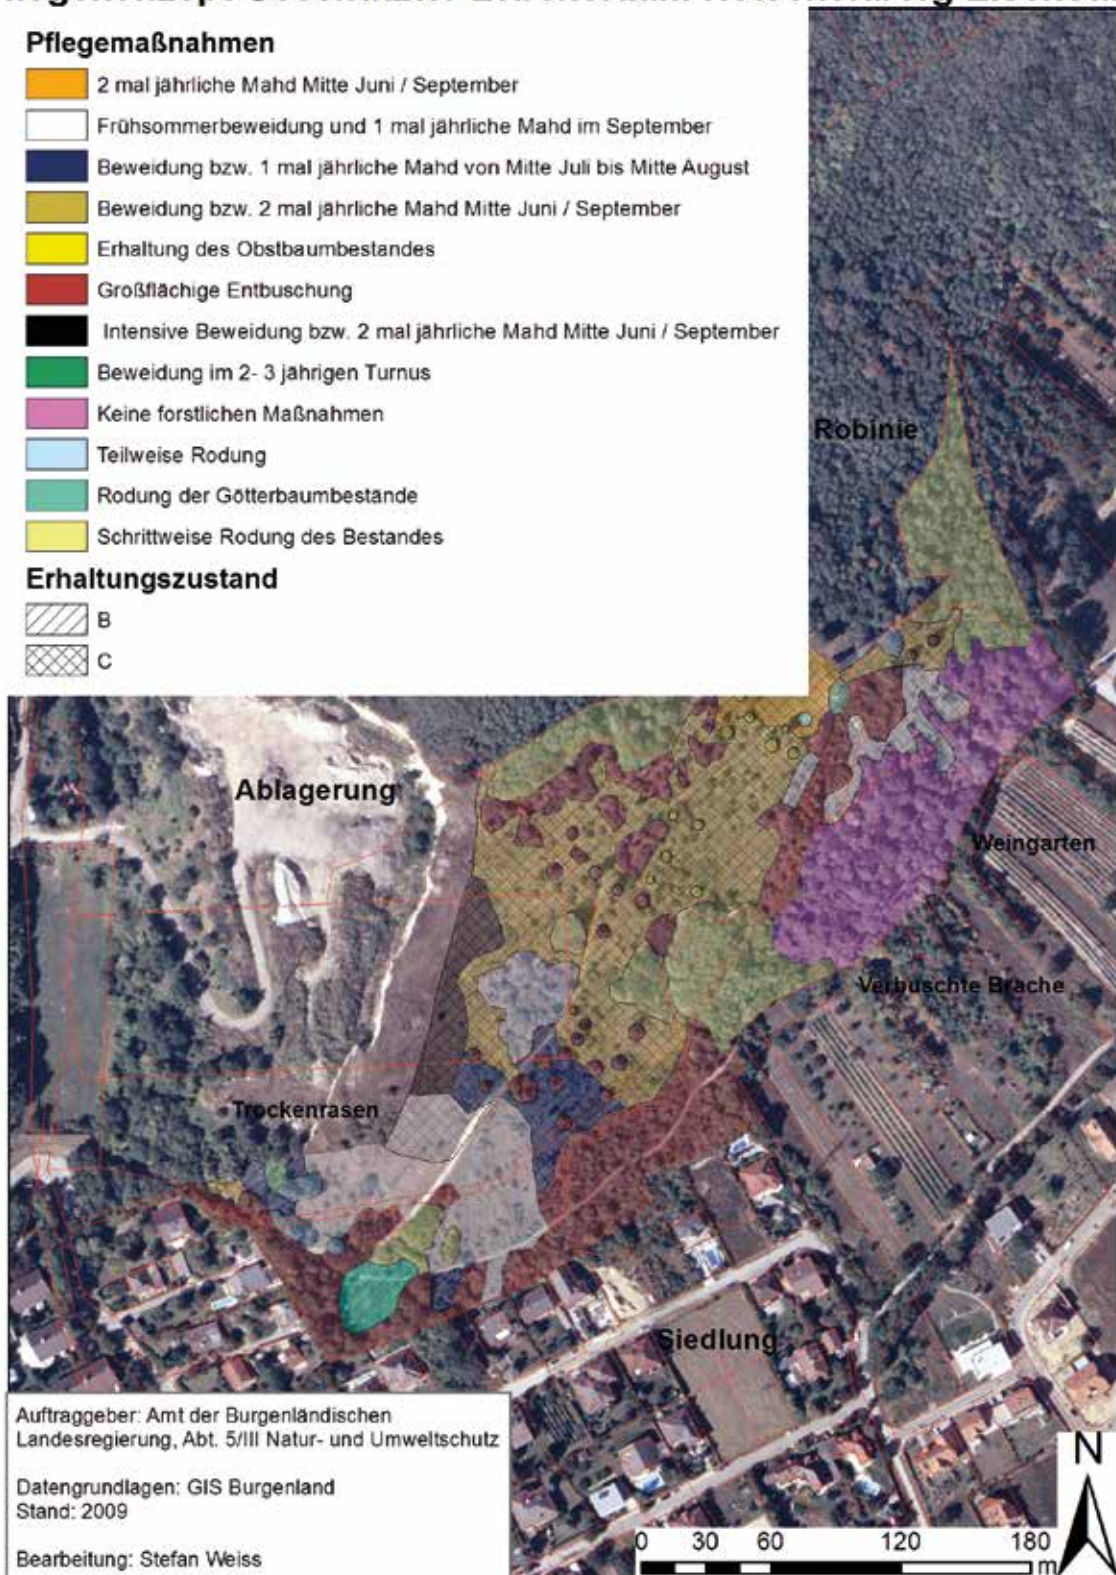 Pflegemaßnahmen
2 mal jährliche Mahd Mitte Juni / September
Frühsommerbeweidung und 1 mal jährliche Mahd im September
Beweidung bzw. 1 mal jährliche Mahd von Mitte Juli bis Mitte August
Beweidung bzw. 2 mal jährliche Mahd Mitte Juni / September
Erhaltung des Obstbaumbestandes
Großflächige Entbuschung
Intensive Beweidung bzw. 2 mal jährliche Mahd Mitte Juni / September
Beweidung im 2- 3 jährigen Turnus
Keine forstlichen Maßnahmen
Teilweise Rodung
Rodung der Götterbaumbestände
Schrittweise Rodung des Bestandes
Erhaltungszustand
B
C
Robinie
Ablagerung
Weingarten
Verbuschte Brache
Trockenrasen
Siedlung
Auftraggeber: Amt der Burgenländischen
Landesregierung, Abt. 5/III Natur- und Umweltschutz
Datengrundlagen: GIS Burgenland
Stand: 2009
Bearbeitung: Stefan Weiss
N
0 30 60 120 180
m